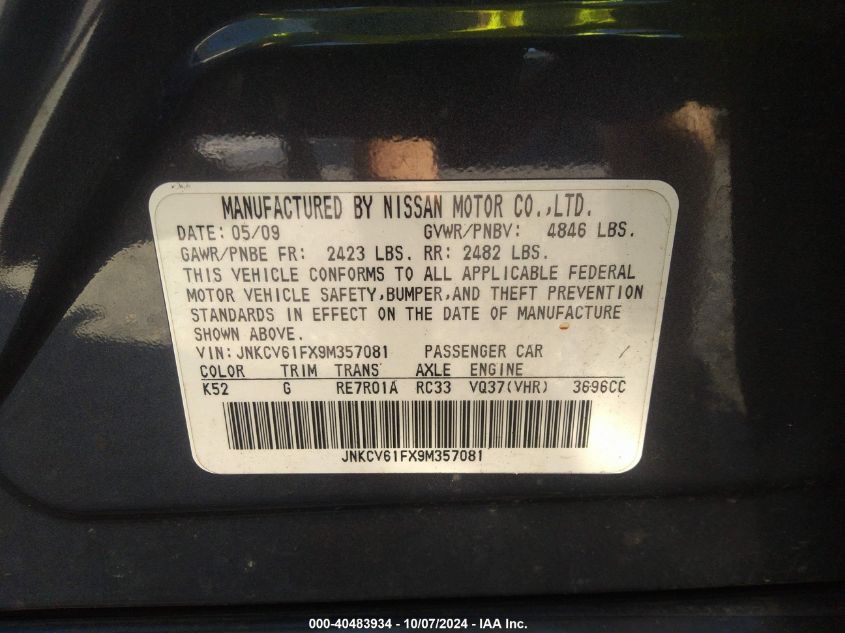 MANUFACTURED BY NISSAN MOTOR CO.,LTD.
DATE: 05/09 GVWR/PNBV: 4846 LBS.
GAWR/PNBE FR: 2423 LBS. RR: 2482 LBS.
THIS VEHICLE CONFORMS TO ALL APPLICABLE FEDERAL
MOTOR VEHICLE SAFETY,BUMPER,AND THEFT PREVENTION
STANDARDS IN EFFECT ON THE DATE OF MANUFACTURE
SHOWN ABOVE.
VIN: JNKCV61FX9M357081 PASSENGER CAR /
COLOR TRIM TRANS AXLE ENGINE
K52 G RE7R01A RC33 VQ37(VHR) 3696CC
JNKCV61FX9M357081
000-40483934 - 10/07/2024 - IAA Inc.